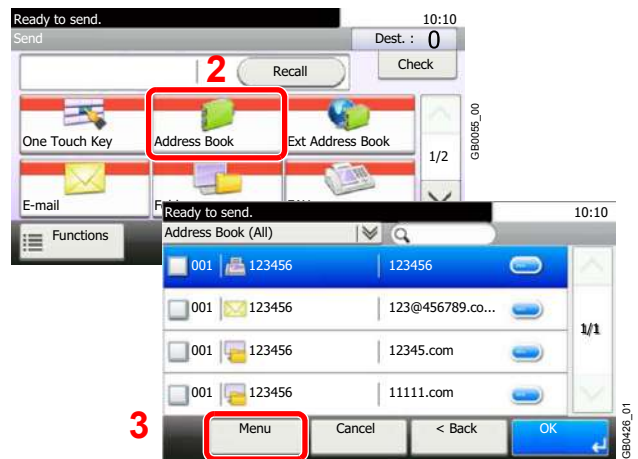 Ready to send. 10:10
Send Dest. : 0
2 Recall Check
One Touch Key Address Book Ext Address Book 1/2
E-mail
Functions
GB0055_00
Ready to send. 10:10
Address Book (All)
001 123456 123456
001 123456 123@456789.co...
001 123456 12345.com
001 123456 11111.com
1/1
3 Menu Cancel < Back OK
GB0426_01